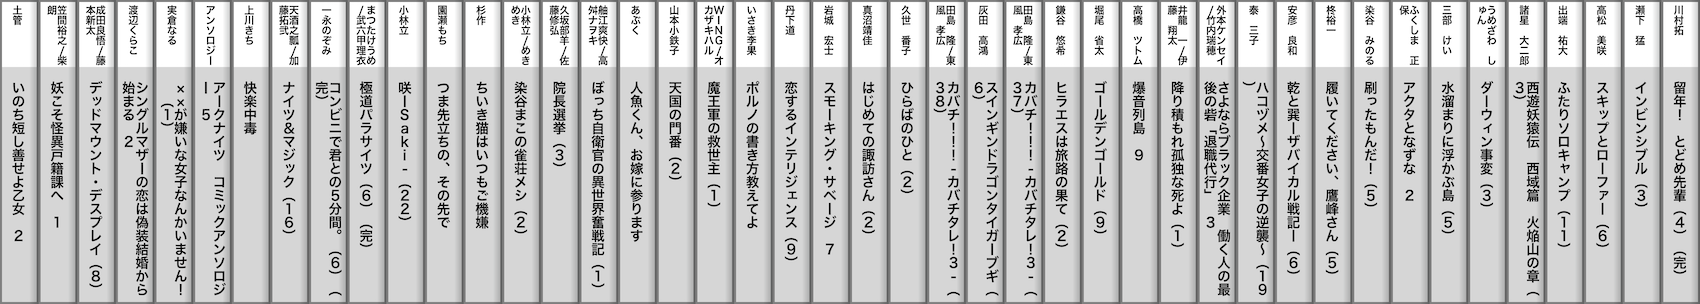 川村拓
留年!　とどめ先輩　(4)　(完)
瀬下　猛
インビンシブル　(3)
高松　美咲
スキップとローファー　(6)
出端　祐大
ふたりソロキャンプ　(11)
諸星　大二郎
西遊妖猿伝　西域篇　火焔山の章　(
3)
うめざわ　し
ゅん
ダーウィン事変　(3)
三部　けい
水溜まりに浮かぶ島　(5)
ふくしま　正
保
アクタとなずな　2
染谷　みのる
刷ったもんだ!　(5)
柊裕一
履いてください、鷹峰さん　(5)
安彦　良和
乾と巽ーザバイカル戦記ー　(6)
泰　三子
ハコヅメ〜交番女子の逆襲〜　(19
)
外本ケンセイ
/竹内瑞穂
さよならブラック企業　働く人の最
後の砦「退職代行」　3
井龍　一/伊
藤　翔太
降り積もれ孤独な死よ　(1)
高橋　ツトム
爆音列島　9
堀尾　省太
ゴールデンゴールド　(9)
鎌谷　悠希
ヒラエスは旅路の果て　(2)
田島　隆/東
風　孝広
カバチ!!!-カバチタレ!3-　(
37)
灰田　高鴻
スインギンドラゴンタイガーブギ　(
6)
田島　隆/東
風　孝広
カバチ!!!-カバチタレ!3-　(
38)
久世　番子
ひらばのひと　(2)
真沼靖佳
はじめての諏訪さん　(2)
岩城　宏士
スモーキング・サベージ　7
丹下道
恋するインテリジェンス　(9)
いさき李果
ポルノの書き方教えてよ
WING/オ
カザキハル
魔王軍の救世主　(1)
山本小鉄子
天国の門番　(2)
あぶく
人魚くん、お嫁に参ります
舳江爽快/高
舛ナヲキ
ぼっち自衛官の異世界奮戦記　(1)
久坂部羊/佐
藤修弘
院長選挙　(3)
小林立/めき
めき
染谷まこの雀荘メシ　(2)
杉作
ちいさい猫はいつもご機嫌
園瀬もち
つま先立ちの、その先で
小林立
咲ーSaki-　(22)
まつたけうめ
/武六甲理衣
極道パラサイツ　(6)　(完)
一永のぞみ
コンビニで君との5分間。　(6)　(
完)
天酒之瓢/加
藤拓弐
ナイツ&マジック　(16)
上川きち
快楽中毒
アンソロジー
アークナイツ　コミックアンソロジ
ー　5
実倉なる
××が嫌いな女子なんかいません!
(1)
渡辺くらこ
シングルマザーの恋は偽装結婚から
始まる　2
成田良悟/藤
本新太
デッドマウント・デスプレイ　(8)
笠間裕之/柴
朗
妖こそ怪異戸籍課へ　1
土管
いのち短し善せよ乙女　2